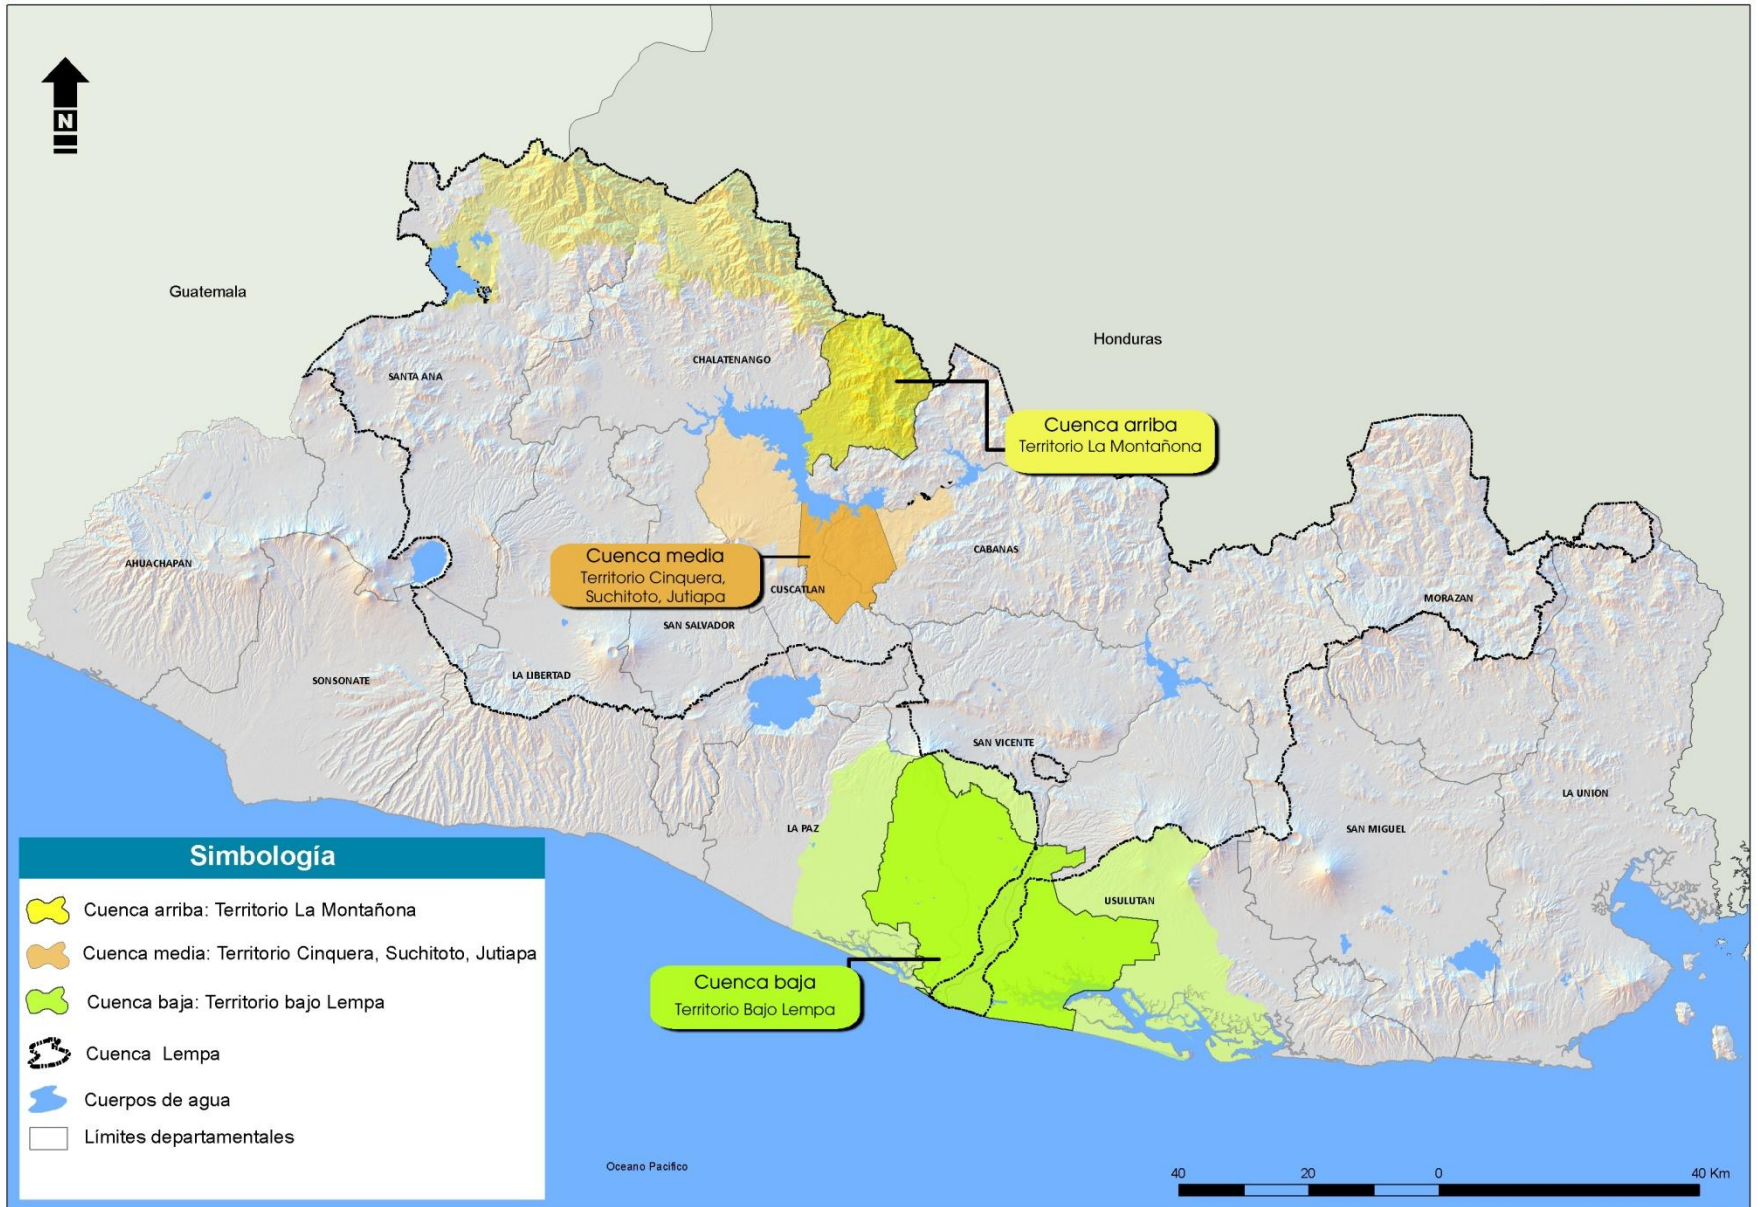 N
Guatemala
Honduras
CHALATENANGO
SANTA ANA
Cuenca arriba
Territorio La Montañona
AHUACHAPAN
Cuenca media
Territorio Cinquera,
Suchitoto, Jutiapa
CABANAS
CUSCATLAN
MORAZAN
SAN SALVADOR
SONSONATE
LA LIBERTAD
SAN VICENTE
LA UNION
LA PAZ
SAN MIGUEL
USULUTAN
Cuenca baja
Territorio Bajo Lempa
Simbología
Cuenca arriba: Territorio La Montañona
Cuenca media: Territorio Cinquera, Suchitoto, Jutiapa
Cuenca baja: Territorio bajo Lempa
Cuenca Lempa
Cuerpos de agua
Límites departamentales
Oceano Pacifico
40 20 0 40 Km